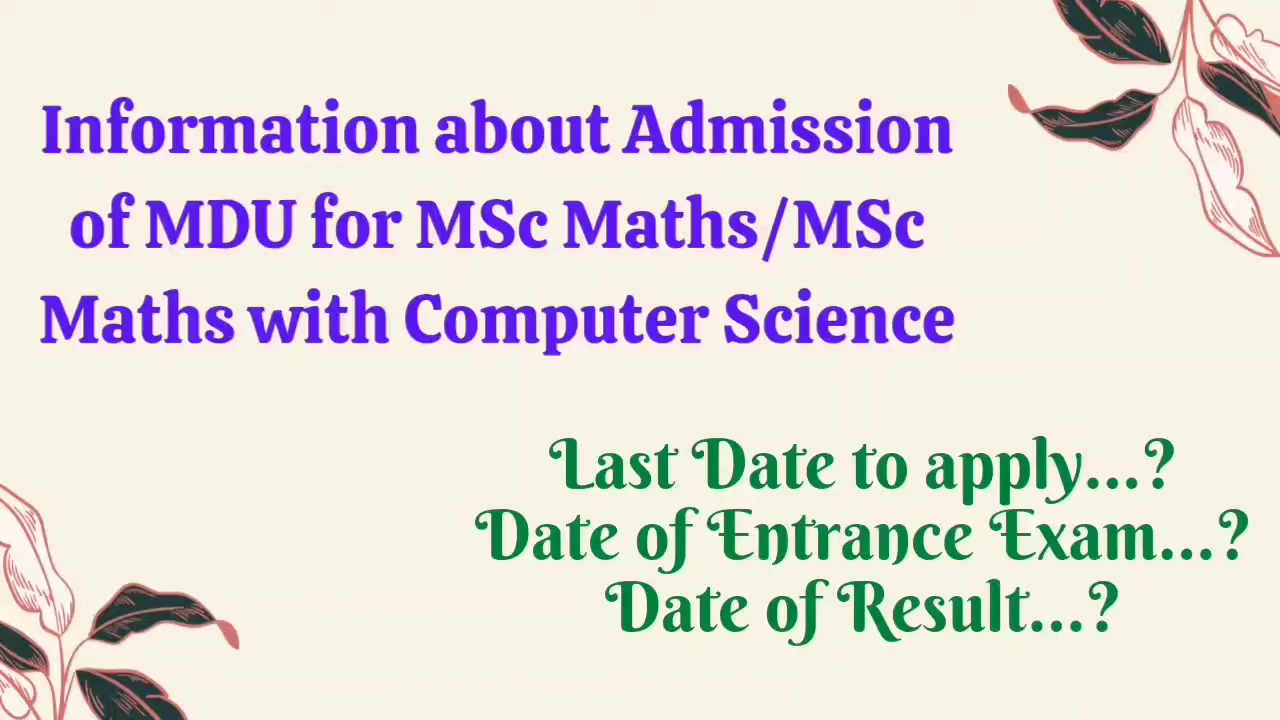 Information about Admission
of MDU for MSc Maths/MSc
Maths with Computer Science
Last Date to apply...?
Date of Entrance Exam...?
Date of Result...?